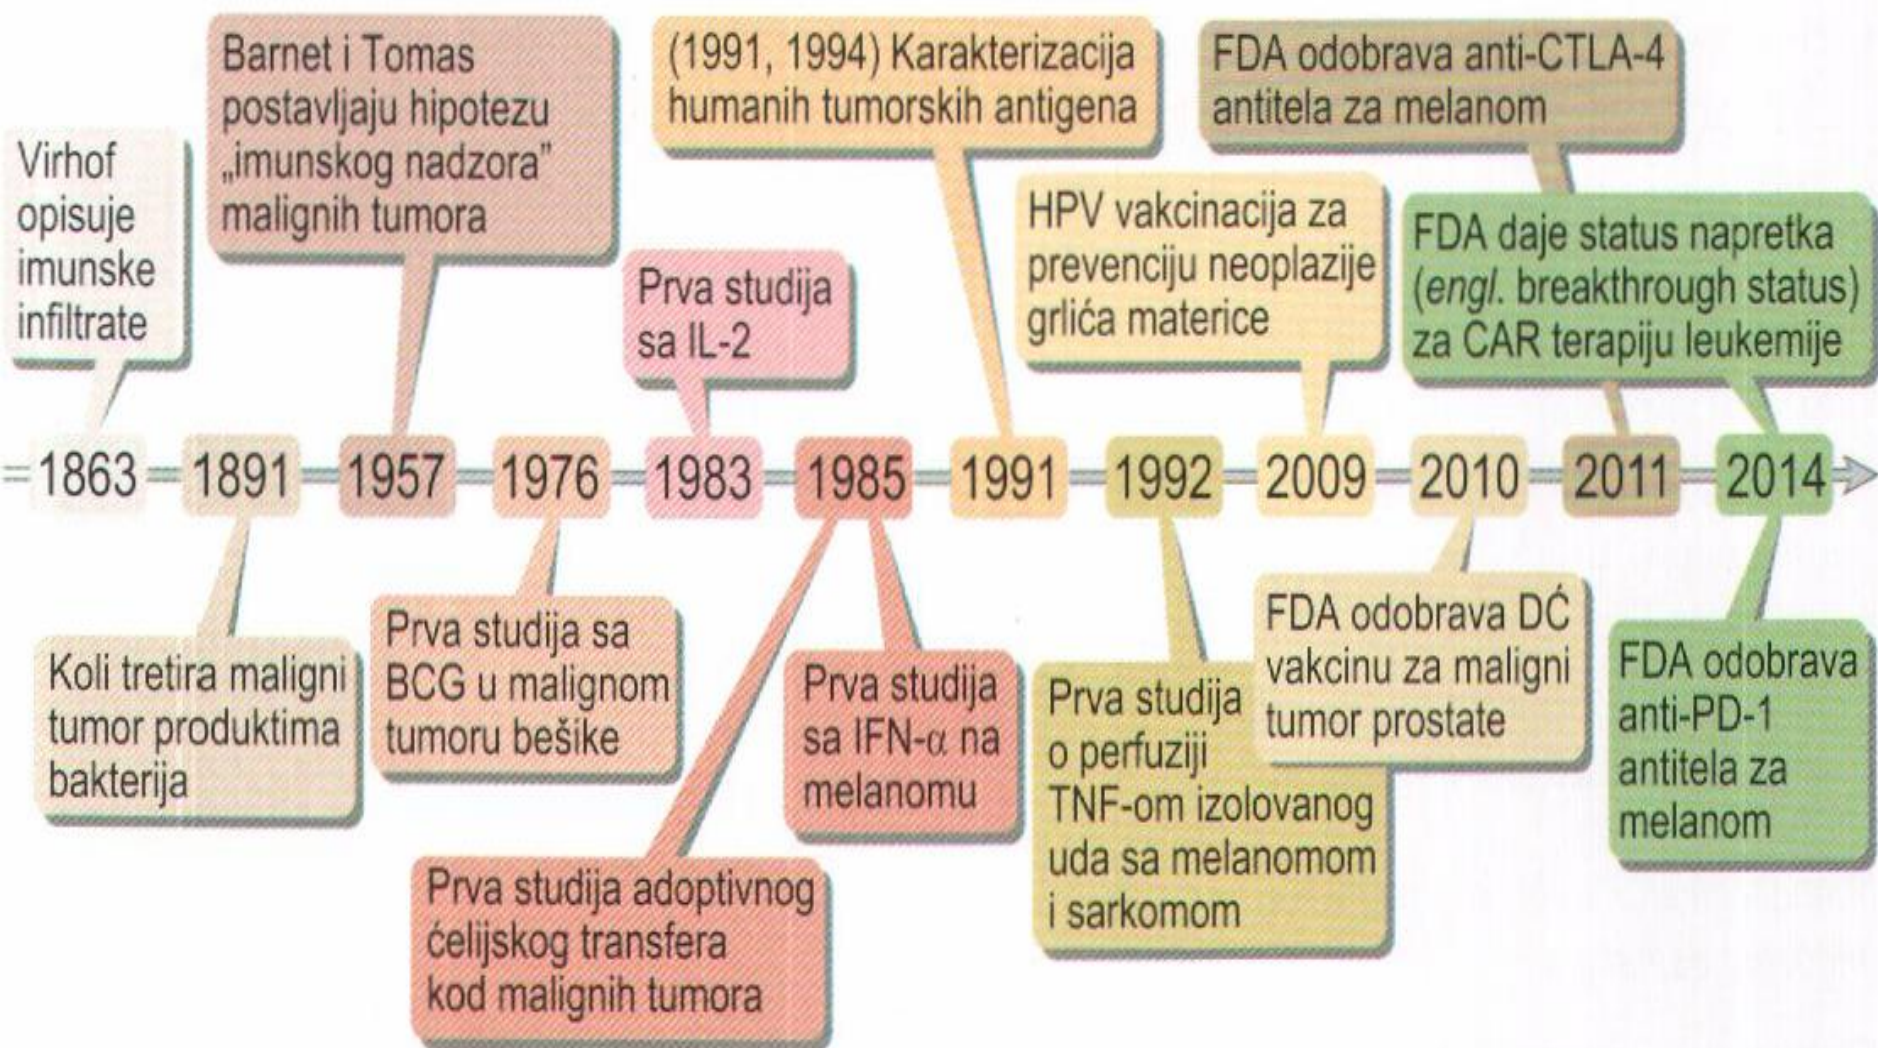 Virhof
opisuje
imunske
infiltrate
Barnet i Tomas
postavljaju hipotezu
„imunskog nadzora”
malignih tumora
Prva studija
sa IL-2
(1991, 1994) Karakterizacija
humanih tumorskih antigena
HPV vakcinacija za
prevenciju neoplazije
grlića materice
FDA odobrava anti-CTLA-4
antitela za melanom
FDA daje status napretka
(engl. breakthrough status)
za CAR terapiju leukemije
1863 1891 1957 1976 1983 1985 1991 1992 2009 2010 2011 2014
Koli tretira maligni
tumor produktima
bakterija
Prva studija sa
BCG u malignom
tumoru bešike
Prva studija adoptivnog
ćelijskog transfera
kod malignih tumora
Prva studija
sa IFN-α na
melanomu
Prva studija
o perfuziji
TNF-om izolovanog
uda sa melanomom
i sarkomom
FDA odobrava DĆ
vakcinu za maligni
tumor prostate
FDA odobrava
anti-PD-1
antitela za
melanom